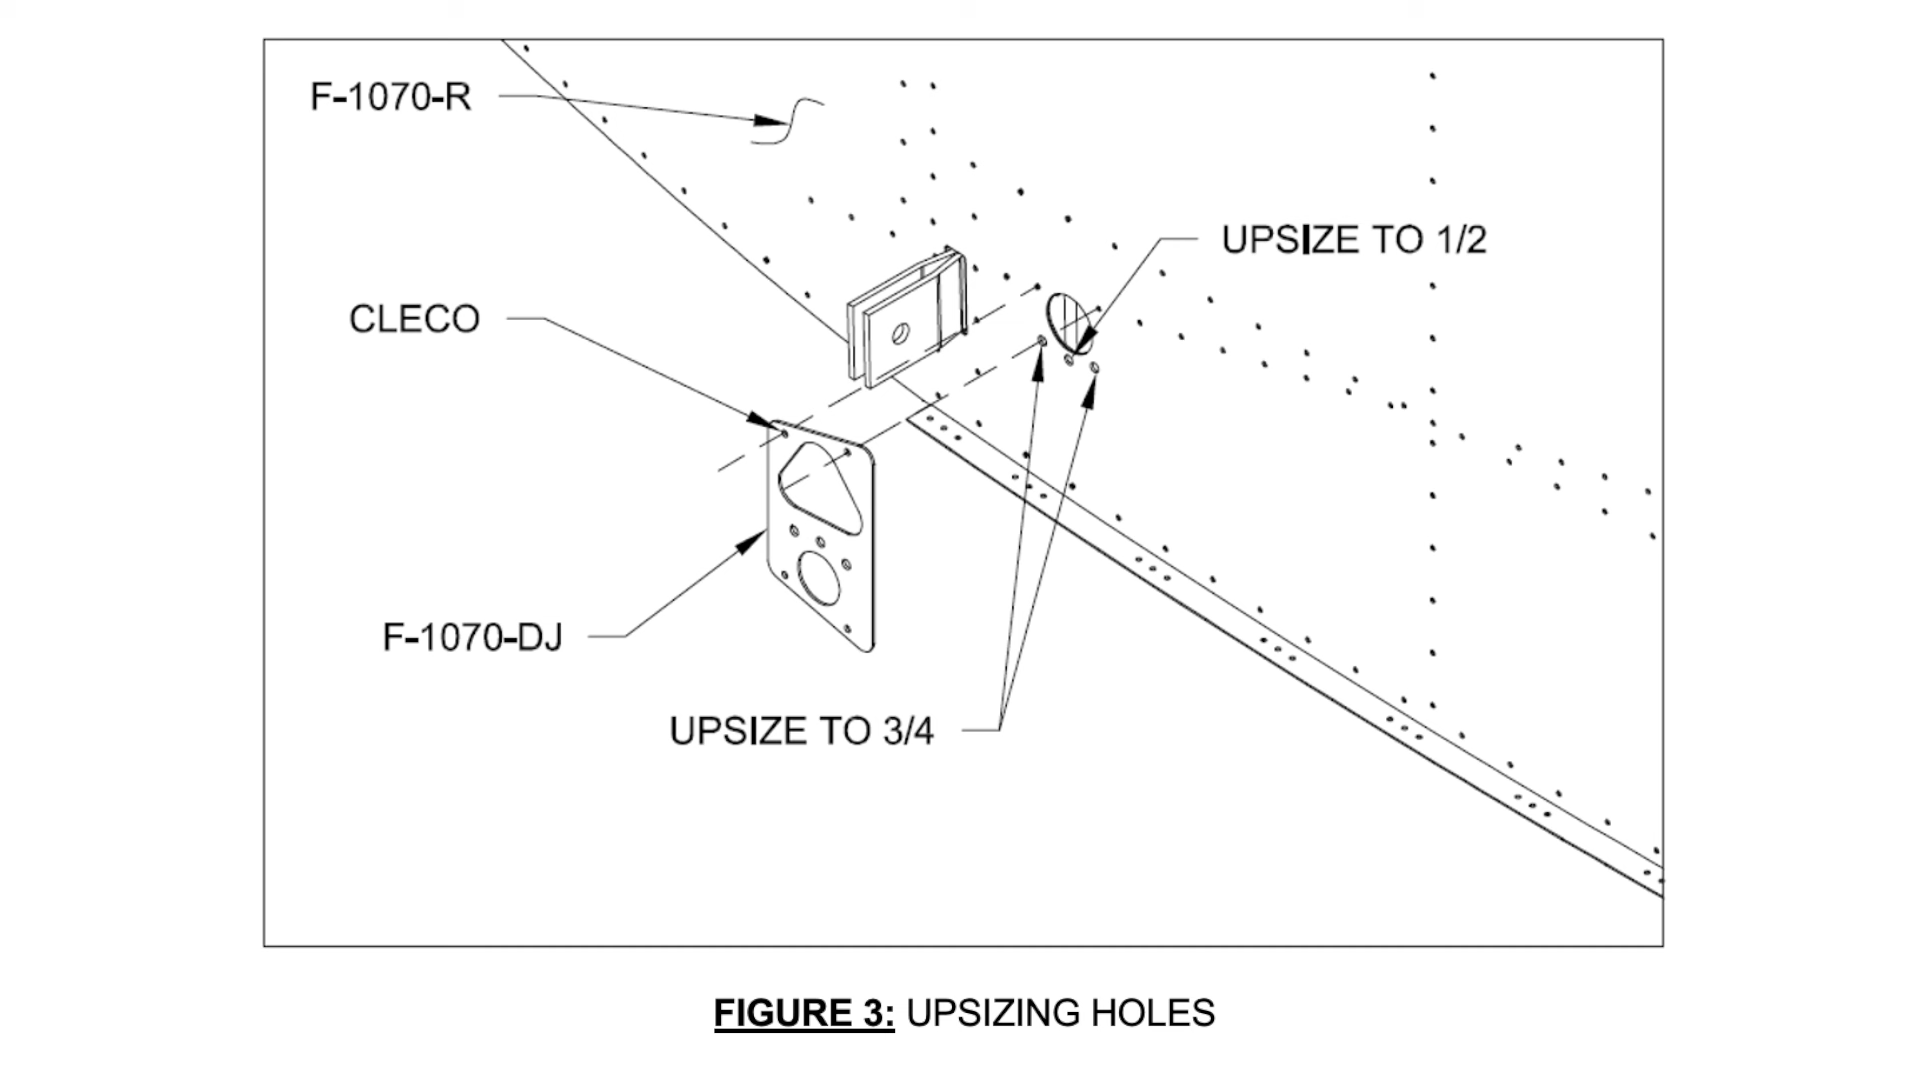 F-1070-R
UPSIZE TO 1/2
CLECO
F-1070-DJ
UPSIZE TO 3/4
FIGURE 3: UPSIZING HOLES